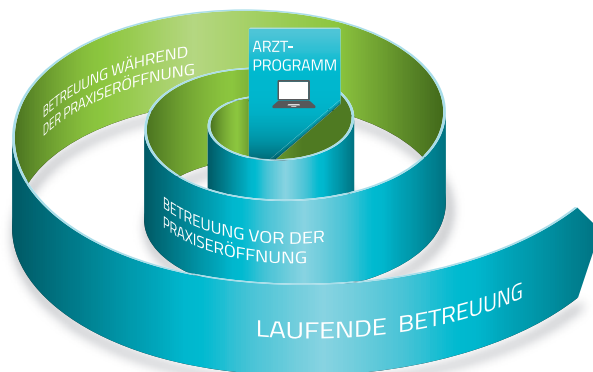 ARZT-
PROGRAMM
BETREUUNG WÄHREND
DER PRAXISERÖFFNUNG
BETREUUNG VOR DER
PRAXISERÖFFNUNG
LAUFENDE BETREUUNG